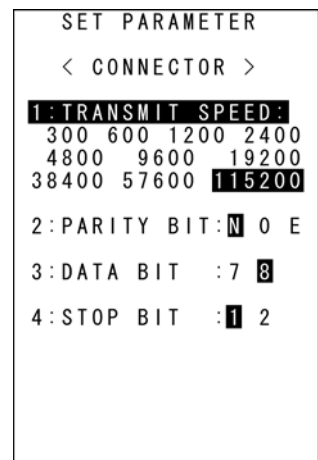 SET PARAMETER
< CONNECTOR >
1:TRANSMIT SPEED:
300 600 1200 2400
4800 9600 19200
38400 57600 115200
2:PARITY BIT:N O E
3:DATA BIT :7 8
4:STOP BIT :1 2